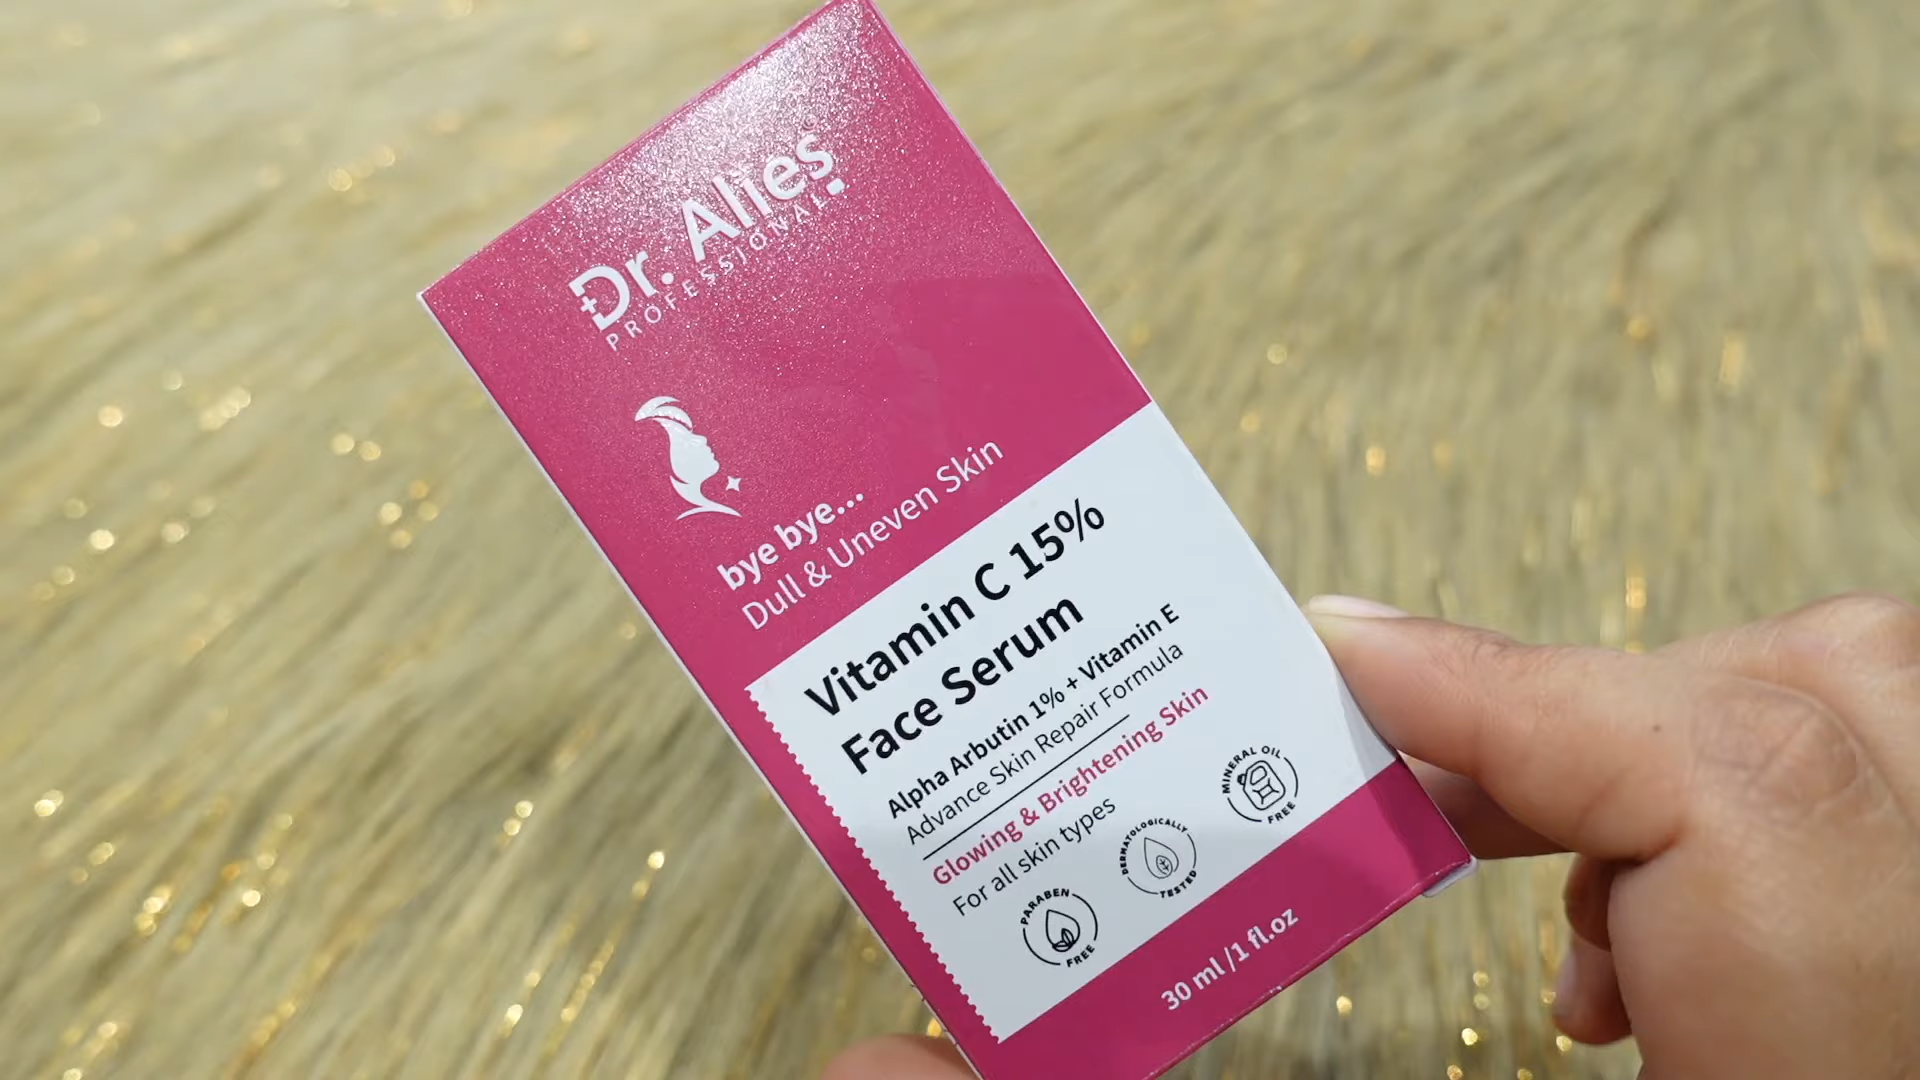 Dr. Alies®
PROFESSIONAL
bye bye...
Dull & Uneven Skin
Vitamin C 15%
Face Serum
Alpha Arbutin 1% + Vitamin E
Advance Skin Repair Formula
Glowing & Brightening Skin
For all skin types
PARABEN
FREE
DERMATOLOGICALLY
TESTED
MINERAL OIL
FREE
30 ml /1 fl.oz